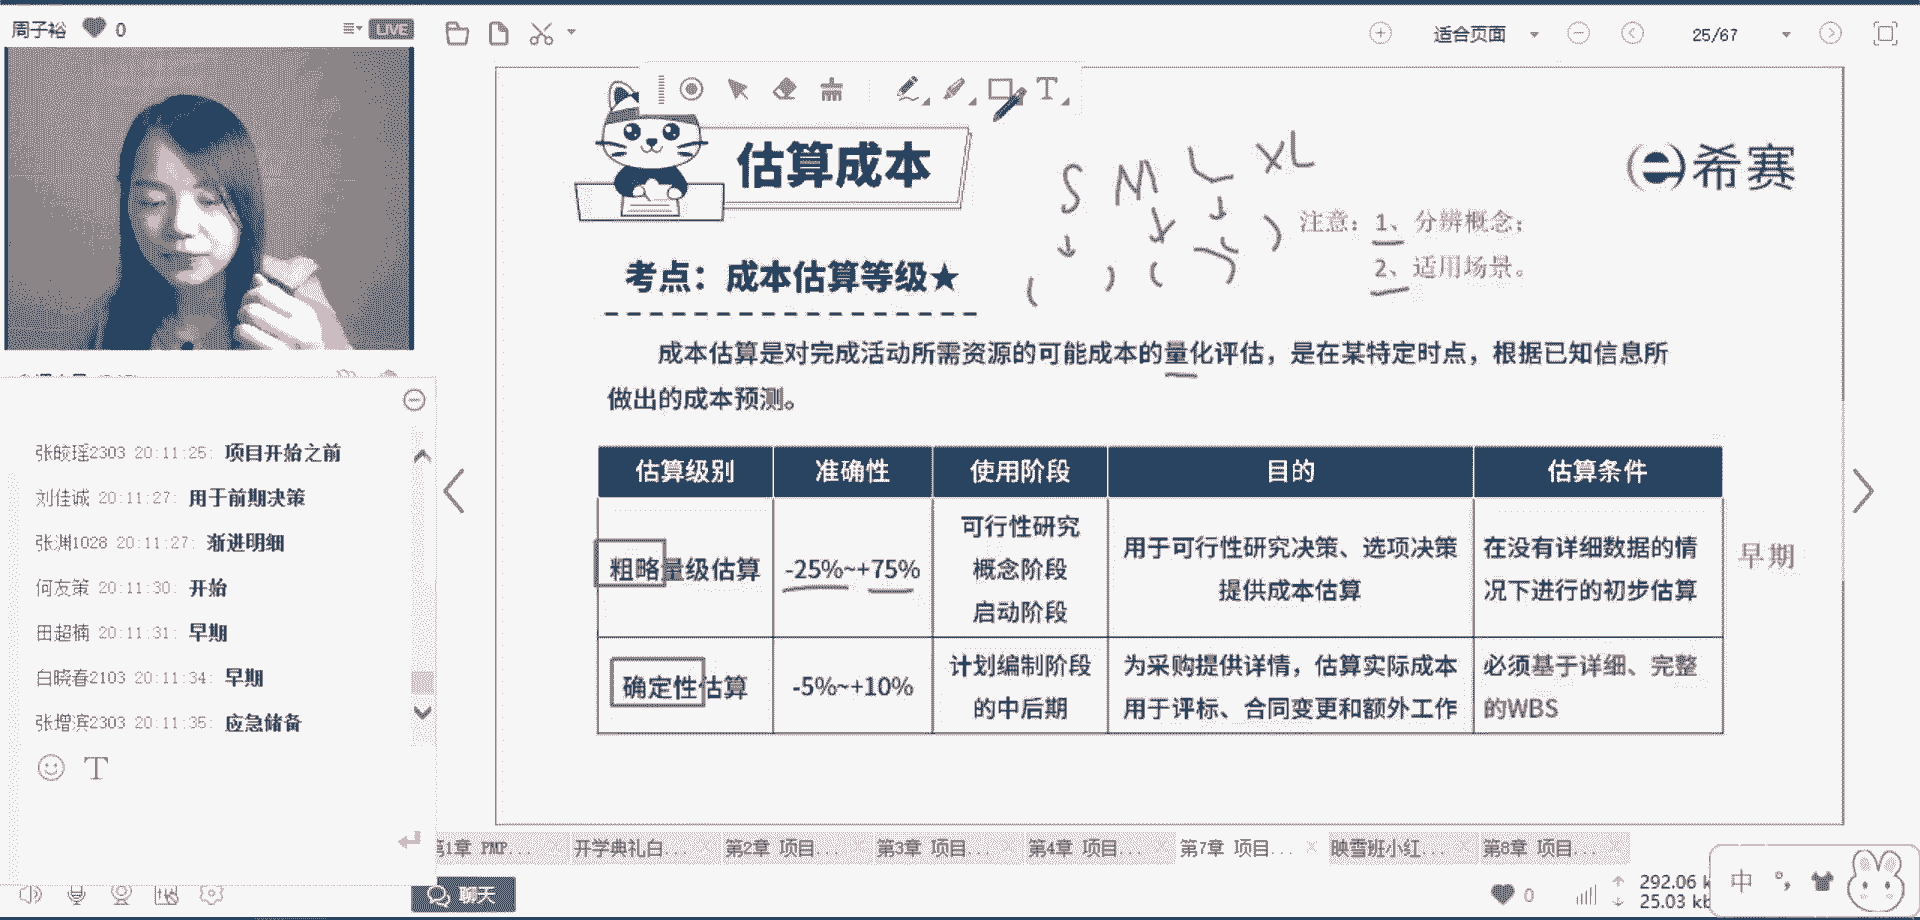 周子裕 0
LIVE
适合页面
25/67
估算成本
S M L XL
希赛
注意：1、分辨概念；
2、适用场景。
考点：成本估算等级★
成本估算是对完成活动所需资源的可能成本的量化评估，是在某特定时点，根据已知信息所
做出的成本预测。
估算级别 准确性 使用阶段 目的 估算条件
粗略量级估算 -25%~+75% 可行性研究
概念阶段
启动阶段
用于可行性研究决策、选项决策
提供成本估算
在没有详细数据的情
况下进行的初步估算
早期
确定性估算 -5%~+10% 计划编制阶段
的中后期
为采购提供详情，估算实际成本
用于评标、合同变更和额外工作
必须基于详细、完整
的WBS
张皎瑶2303 20:11:25: 项目开始之前
刘佳诚 20:11:27: 用于前期决策
张渊1028 20:11:27: 渐进明细
何友策 20:11:30: 开始
田超楠 20:11:31: 早期
白晓春2103 20:11:34: 早期
张增滨2303 20:11:35: 应急储备
T
第1章 PMP... 开学典礼白... 第2章 项目... 第3章 项目... 第4章 项目... 第7章 项目... 映雪班小红... 第8章 项目...
聊天
0
292.06 k
25.03 kb
中